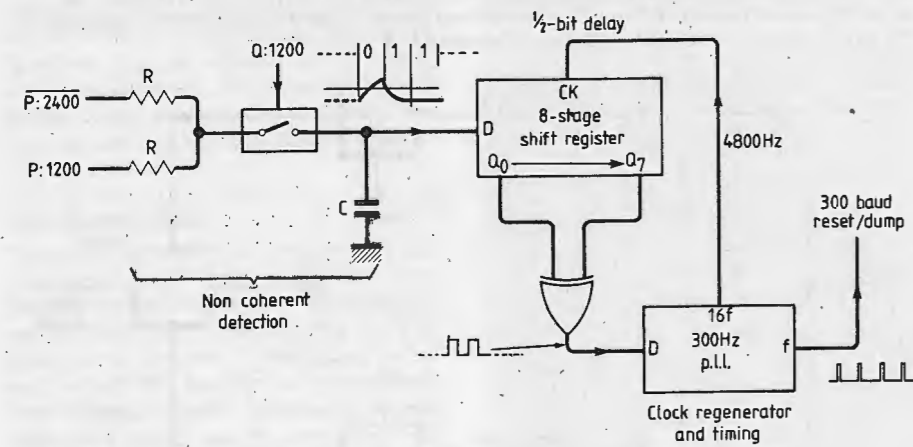 ½-bit delay
Q:1200
0 1 1
R
P:2400
CK
8-stage
shift register
D
Q0 Q7
4800Hz
R
P:1200
C
300 baud
reset/dump
Non coherent
detection
16f
D 300Hz f
p.l.l.
Clock regenerator
and timing